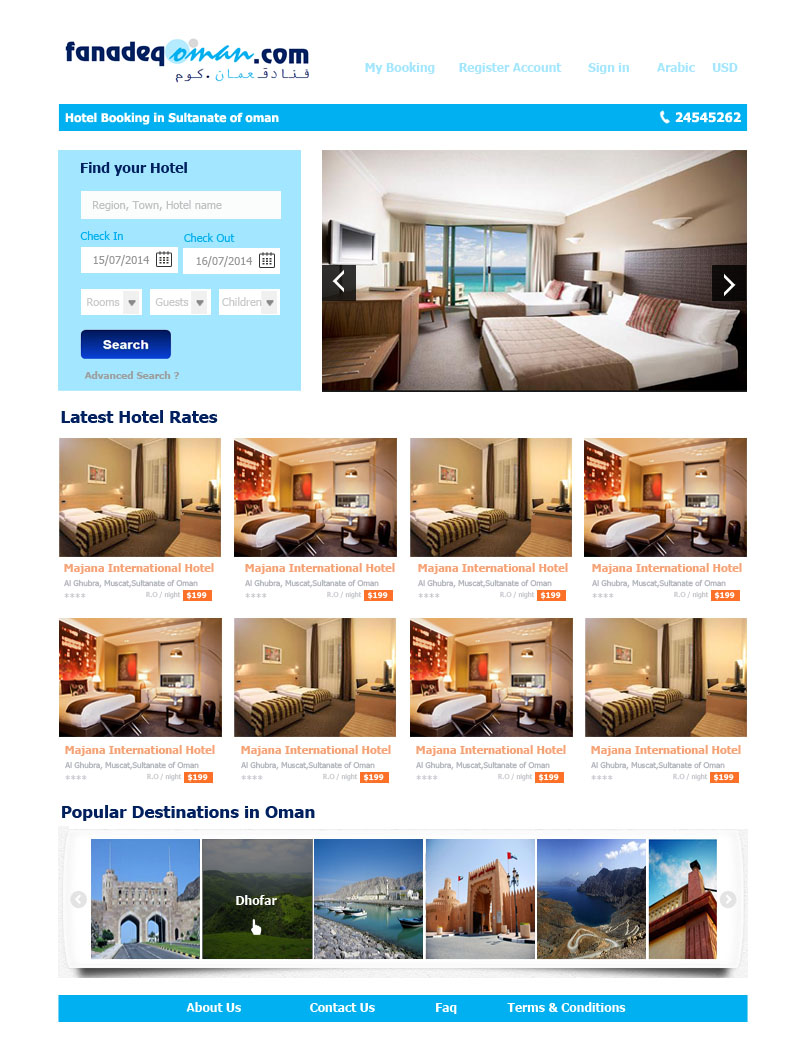 fanadeqoman.com
فنادق عمان.كوم
My Booking Register Account Sign in Arabic USD
Hotel Booking in Sultanate of oman 24545262
Find your Hotel
Region, Town, Hotel name
Check In Check Out
15/07/2014 16/07/2014
Rooms Guests Children
Search
Advanced Search ?
Latest Hotel Rates
Majana International Hotel Majana International Hotel Majana International Hotel Majana International Hotel
Al Ghubra, Muscat,Sultanate of Oman Al Ghubra, Muscat,Sultanate of Oman Al Ghubra, Muscat,Sultanate of Oman Al Ghubra, Muscat,Sultanate of Oman
**** R.O / night $199 **** R.O / night $199 **** R.O / night $199 **** R.O / night $199
Majana International Hotel Majana International Hotel Majana International Hotel Majana International Hotel
Al Ghubra, Muscat,Sultanate of Oman Al Ghubra, Muscat,Sultanate of Oman Al Ghubra, Muscat,Sultanate of Oman Al Ghubra, Muscat,Sultanate of Oman
**** R.O / night $199 **** R.O / night $199 **** R.O / night $199 **** R.O / night $199
Popular Destinations in Oman
Dhofar
About Us Contact Us Faq Terms & Conditions